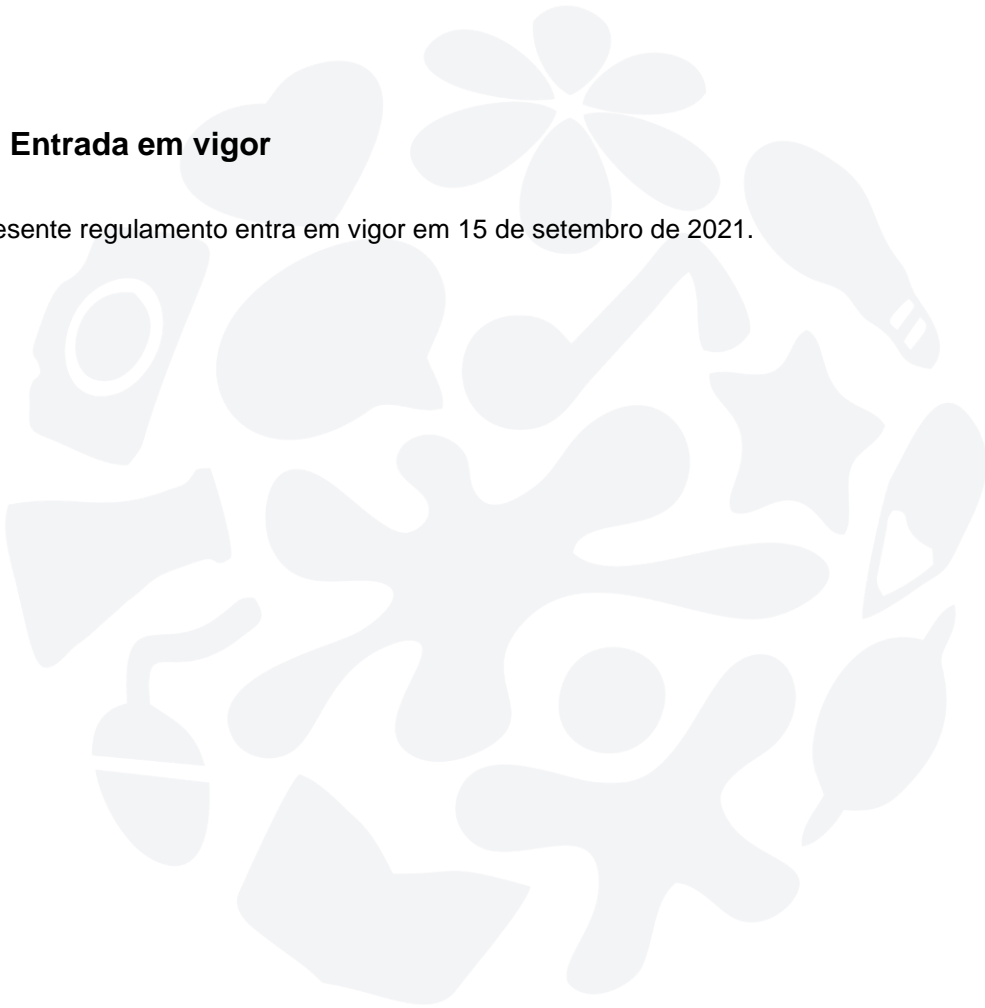 Entrada em vigor
esente regulamento entra em vigor em 15 de setembro de 2021.